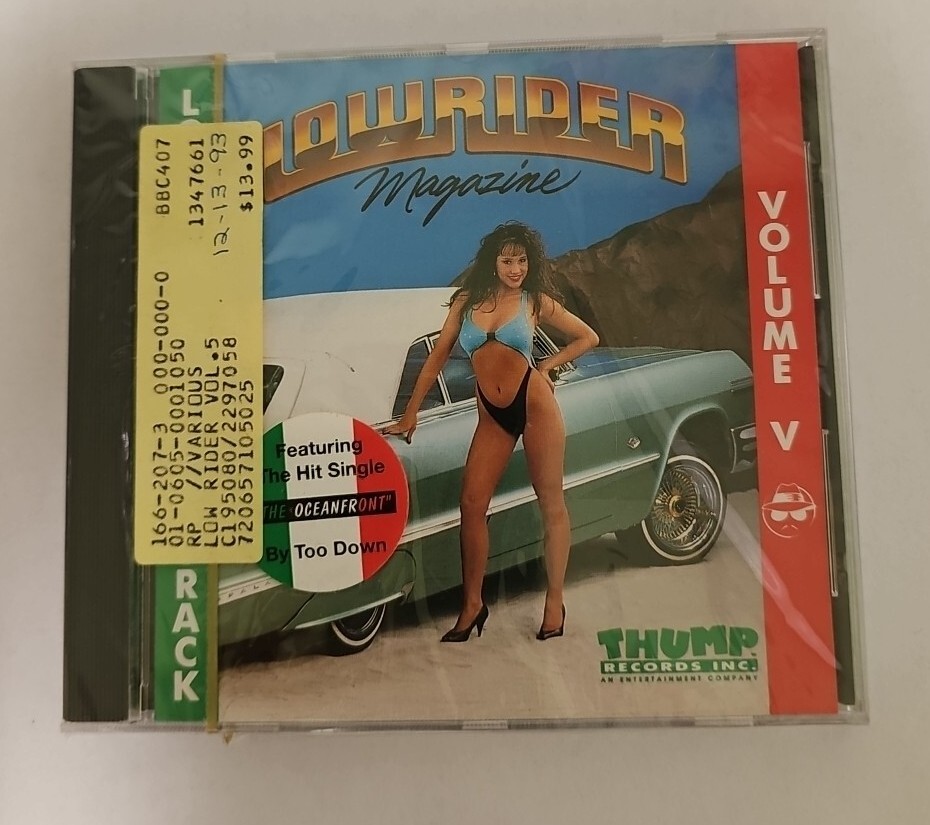 LOWRIDER
Magazine
VOLUME V
RACK
BBC407
1347661
12-13-93
$13.99
166-207-3 000-000-0
01-0605-0001050
RP //VARIOUS
LOW RIDER VOL.5
C195080/2297058
720657105025
Featuring
The Hit Single
THE "OCEANFRONT"
By Too Down
THUMP
RECORDS INC.
AN ENTERTAINMENT COMPANY